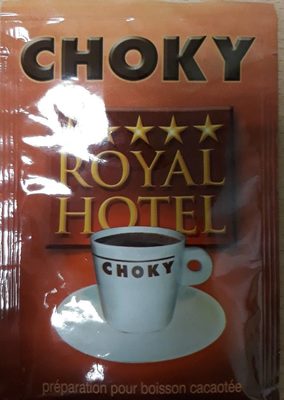 CHOKY
ROYAL
HOTEL
CHOKY
préparation pour boisson cacaotée